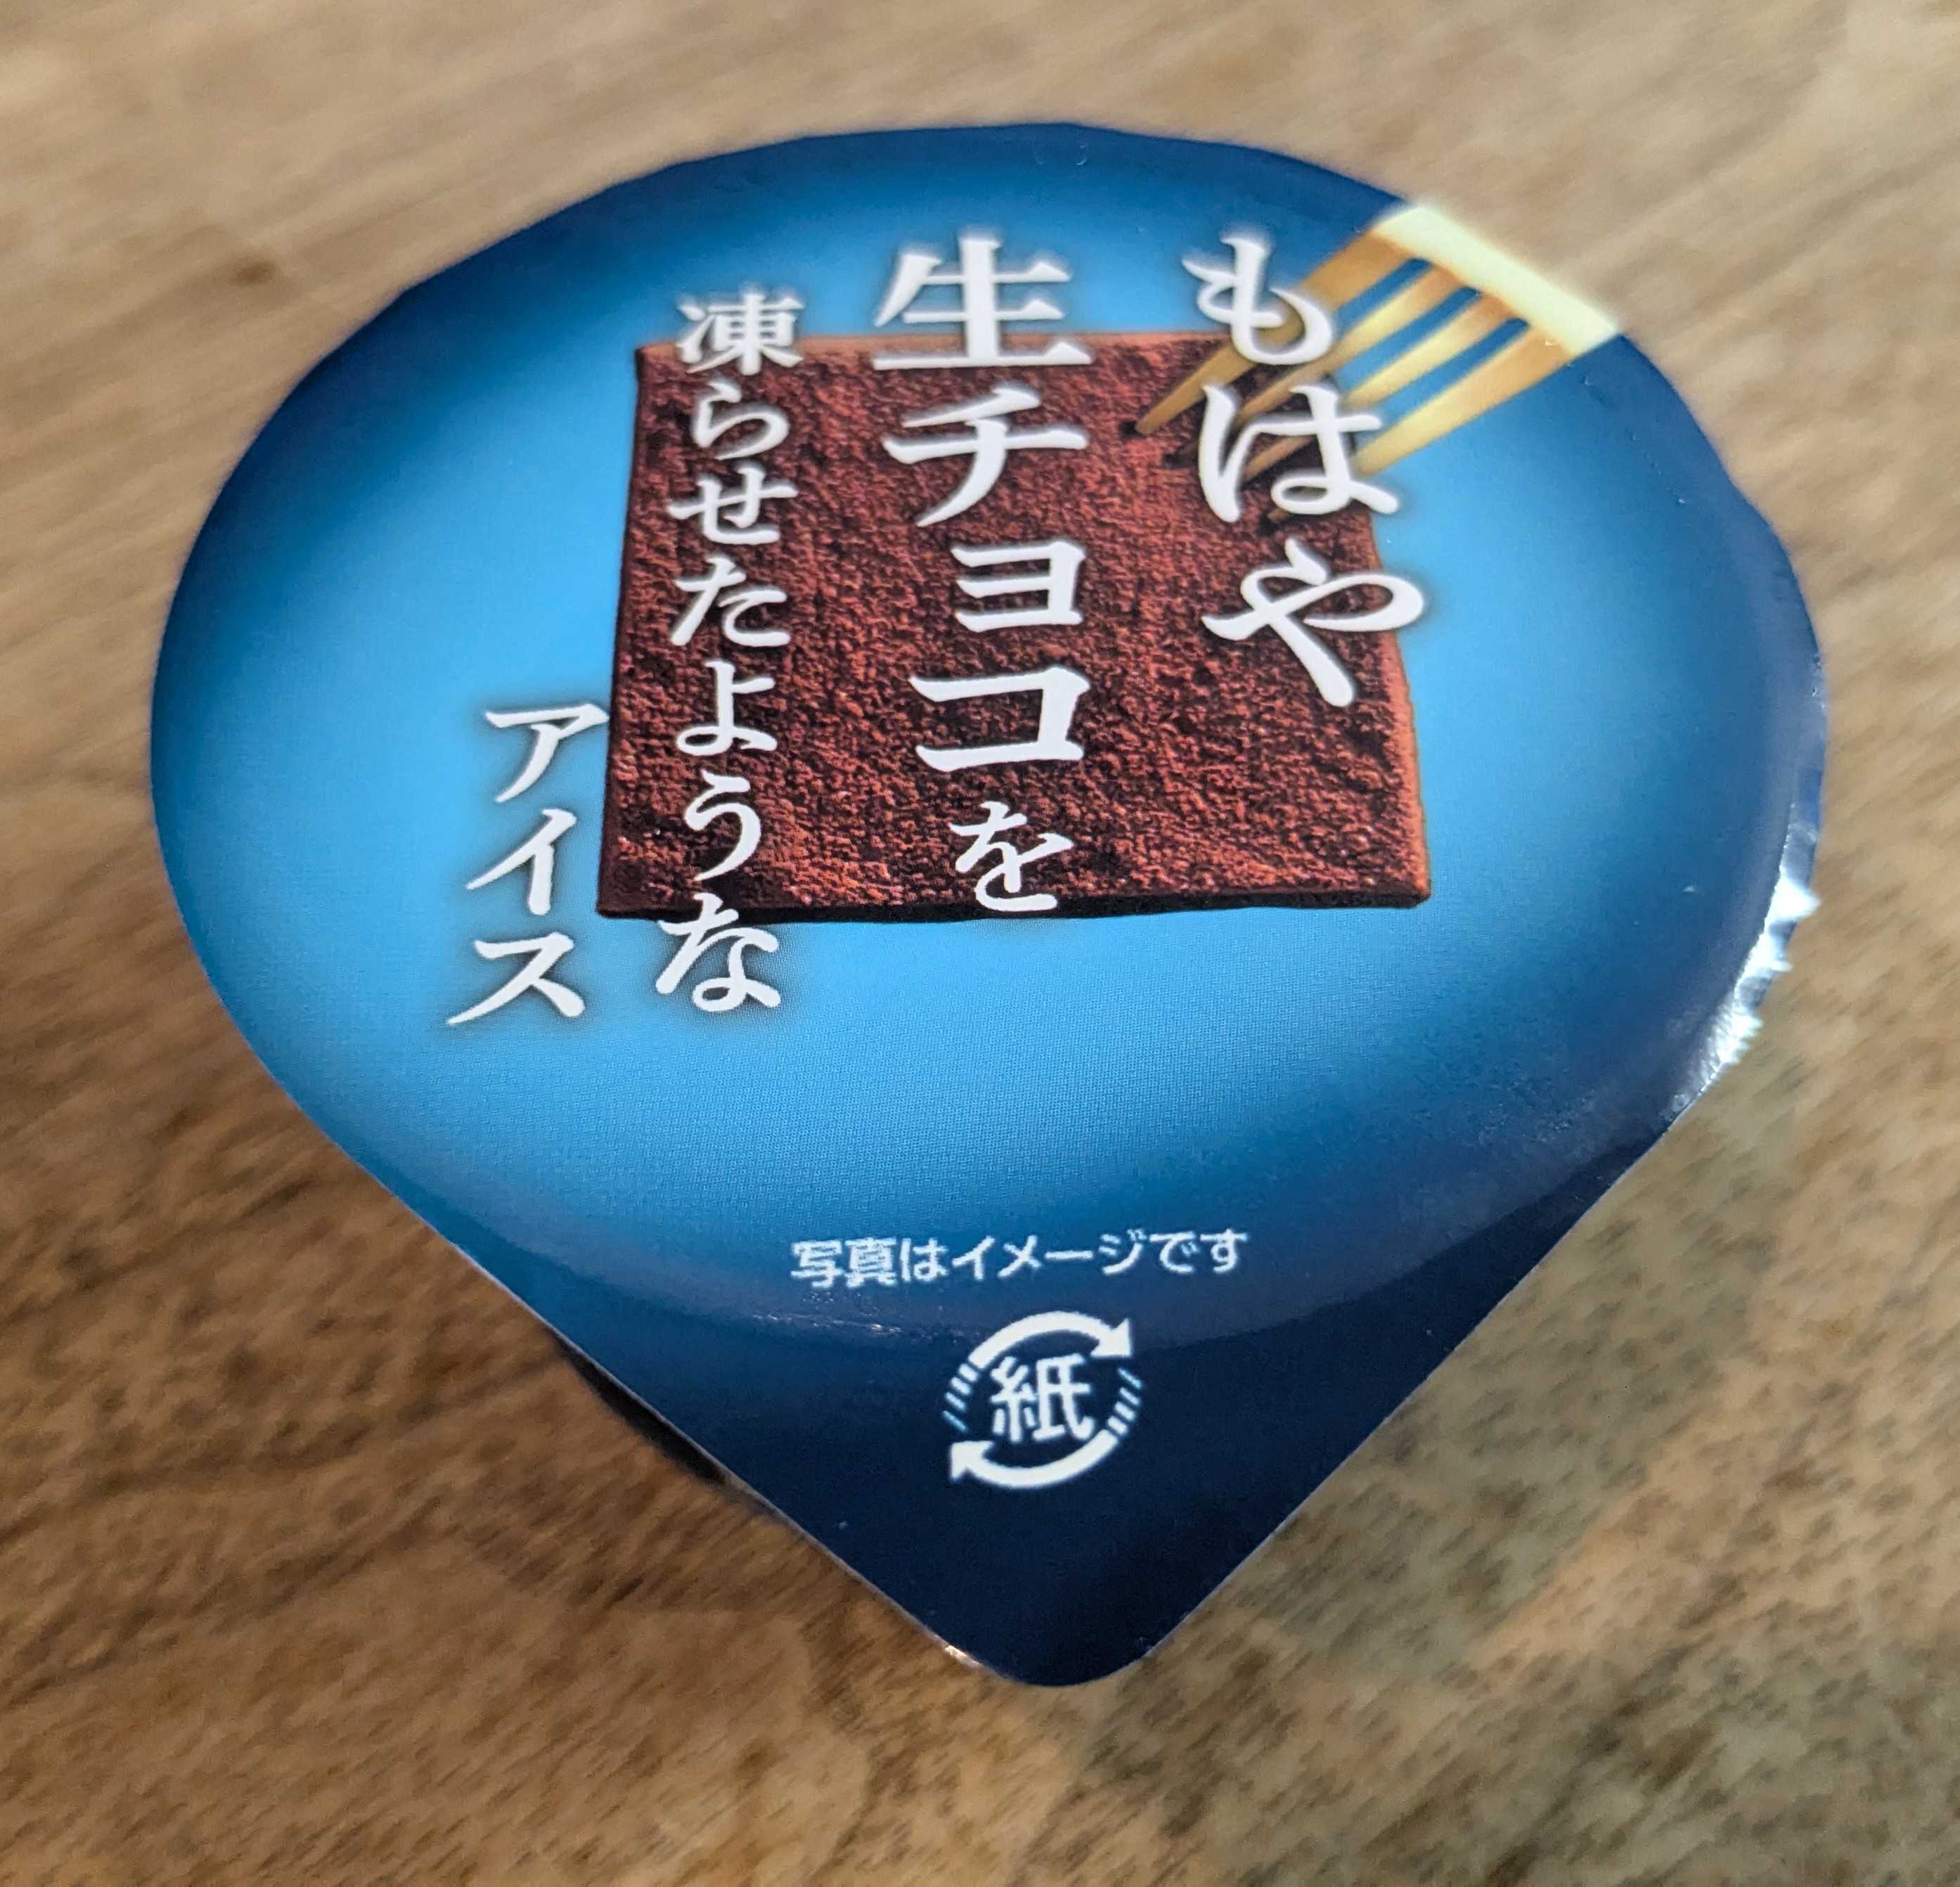 もはや
生チョコを
凍らせたような
アイス
写真はイメージです
紙